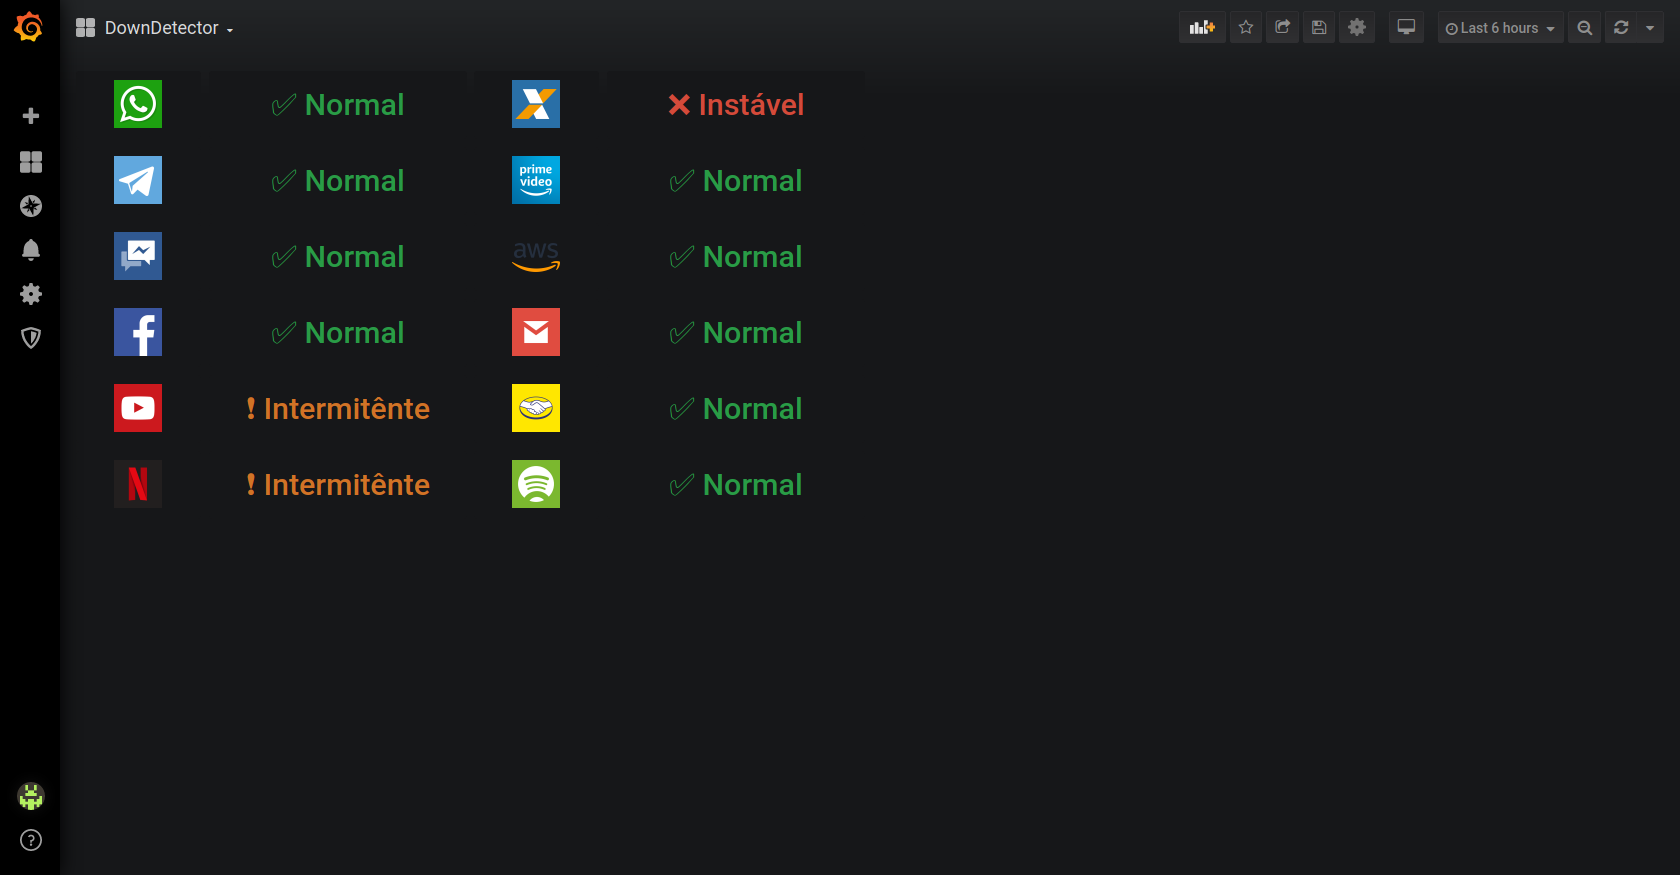 DownDetector
Last 6 hours
Normal
Instável
Normal
prime video
Normal
Normal
aws
Normal
Normal
Normal
Intermitênte
Normal
Intermitênte
Normal